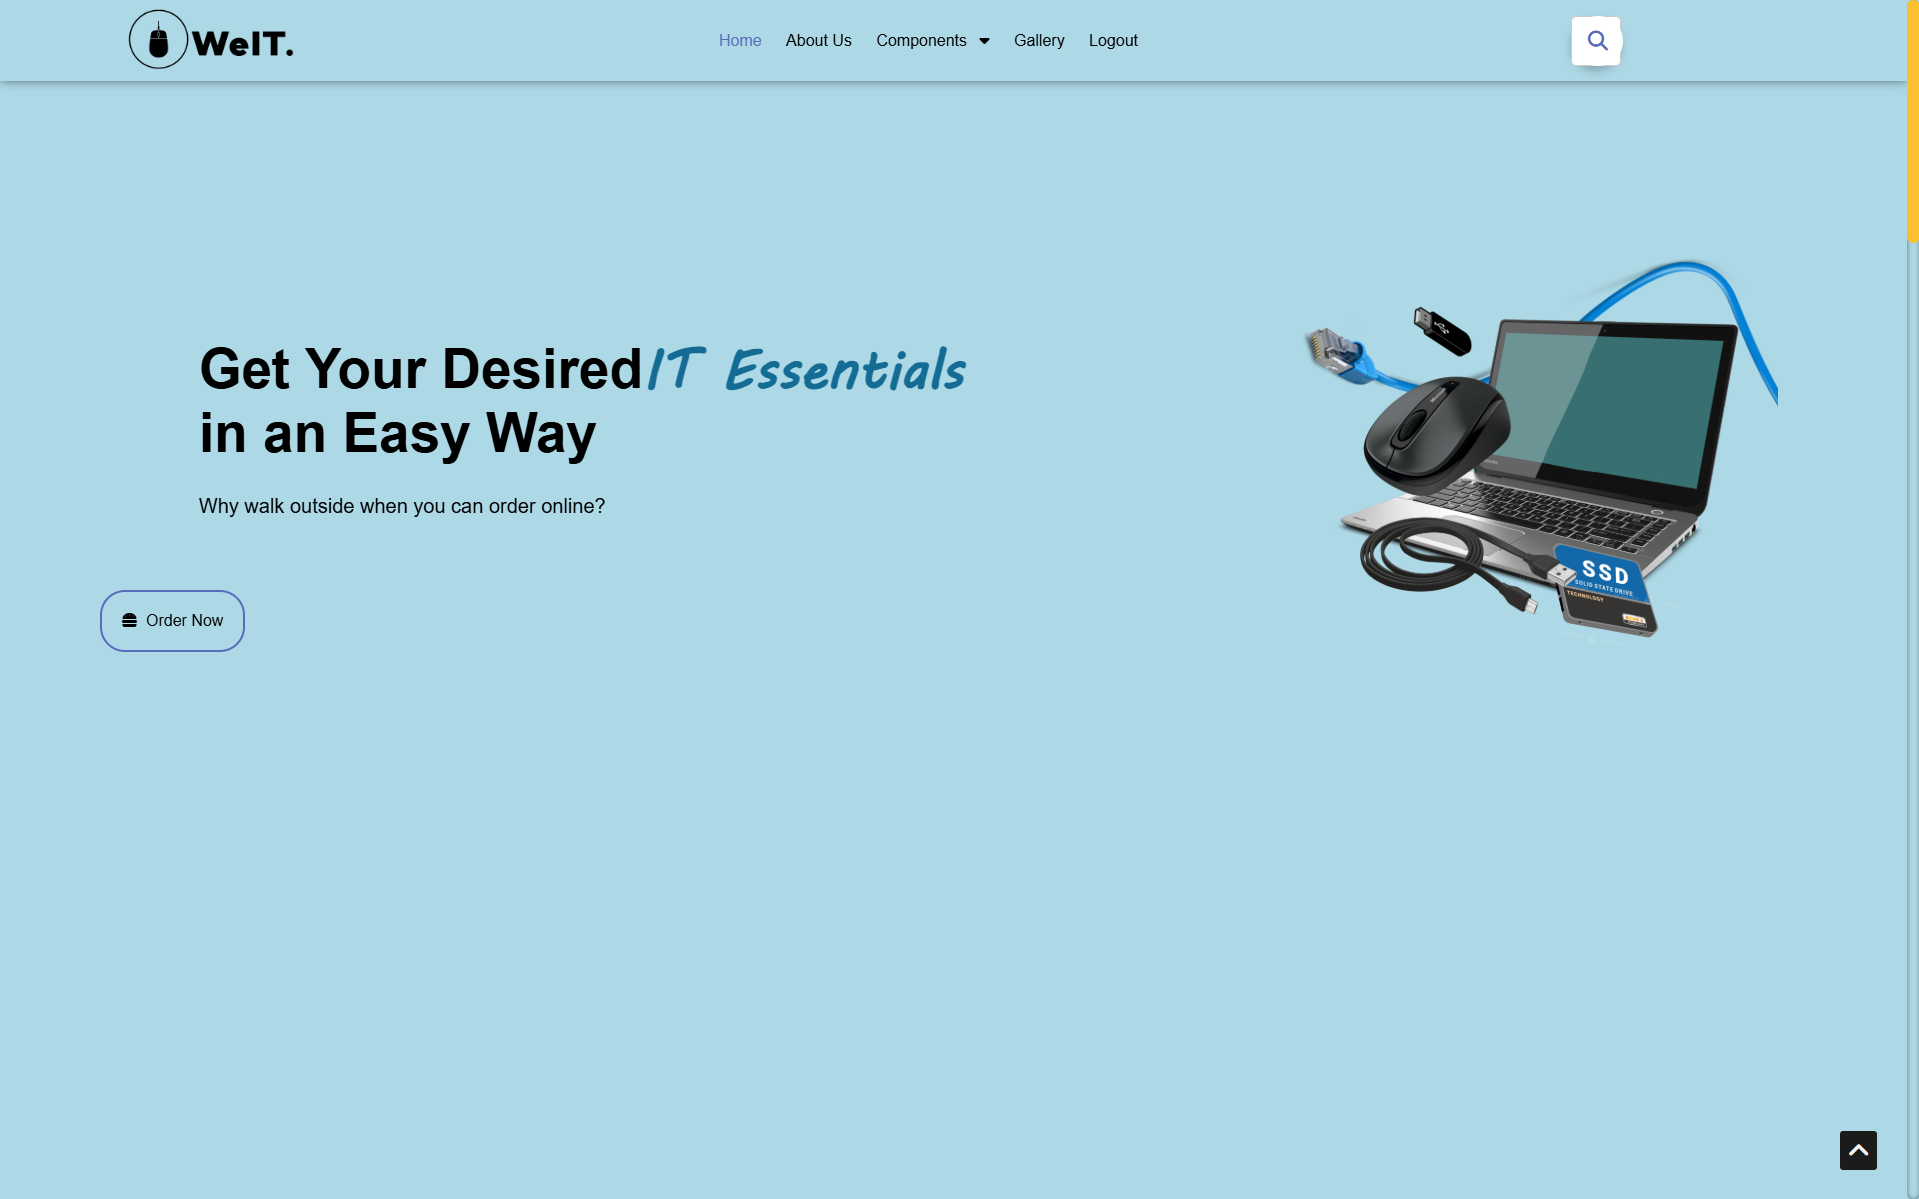 WeIT.
Home
About Us
Components
Gallery
Logout
Get Your Desired IT Essentials
in an Easy Way
Why walk outside when you can order online?
Order Now
SSD
SOLID STATE DRIVE
TECHNOLOGY